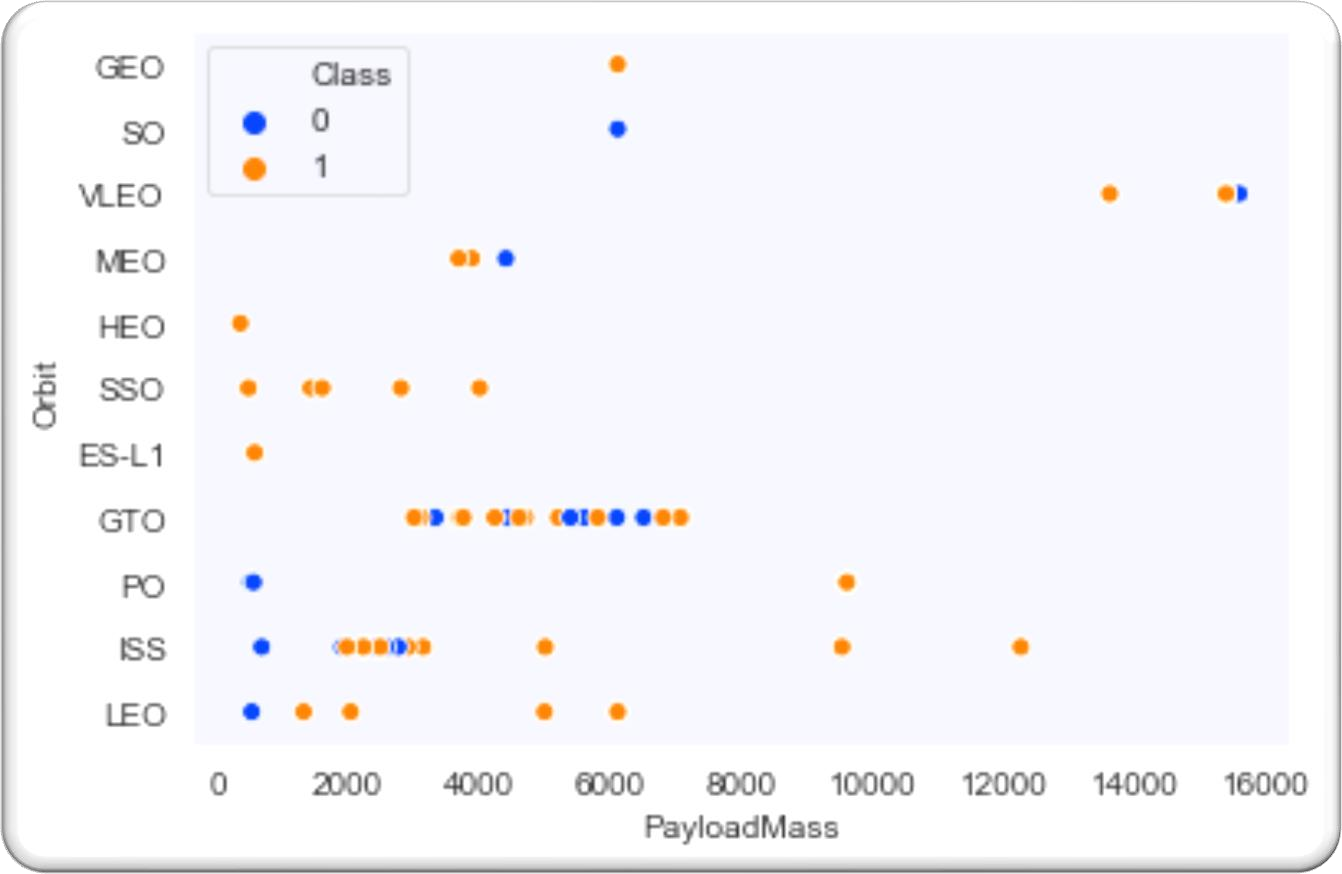 Class
0
1
GEO
SO
VLEO
MEO
HEO
SSO
ES-L1
GTO
PO
ISS
LEO
Orbit
0 2000 4000 6000 8000 10000 12000 14000 16000
PayloadMass